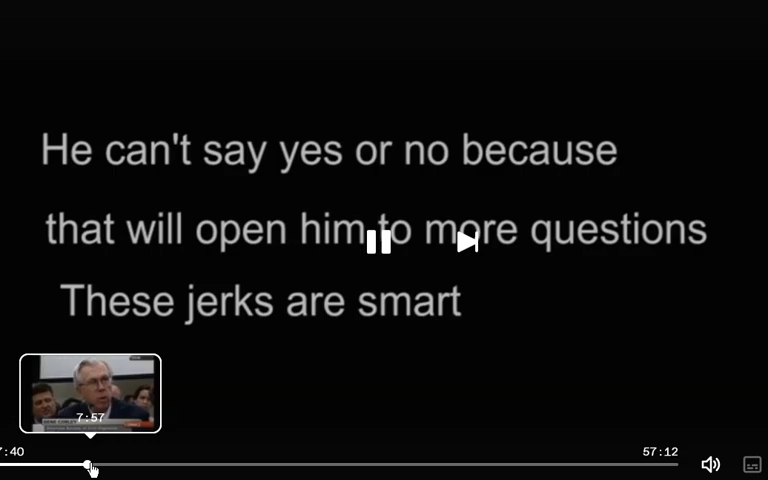 He can't say yes or no because
that will open him to more questions
These jerks are smart
7:57
7:40
57:12